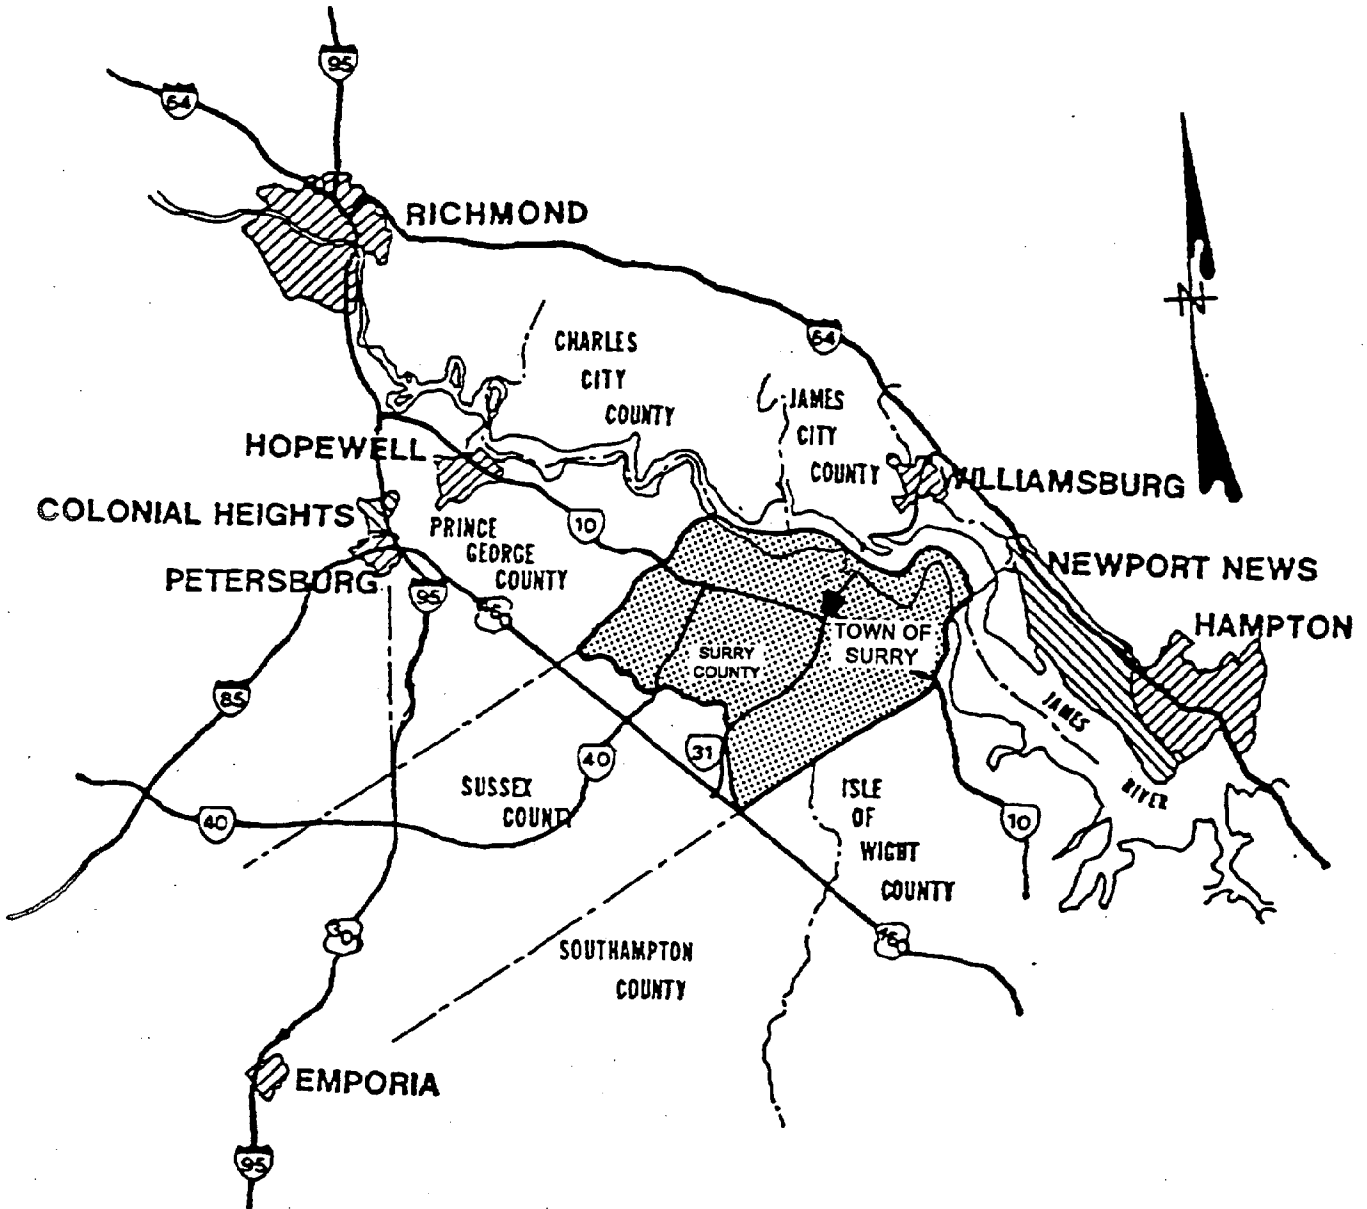 95
64
RICHMOND
64
CHARLES
CITY
COUNTY
JAMES
CITY
COUNTY
HOPEWELL
WILLIAMSBURG
COLONIAL HEIGHTS
10
PRINCE
GEORGE
COUNTY
N
NEWPORT NEWS
PETERSBURG
95
460
HAMPTON
TOWN OF
SURRY
SURRY
COUNTY
85
JAMES
RIVER
31
40
SUSSEX
COUNTY
ISLE
OF
WIGHT
COUNTY
40
10
460
SOUTHAMPTON
COUNTY
EMPORIA
95